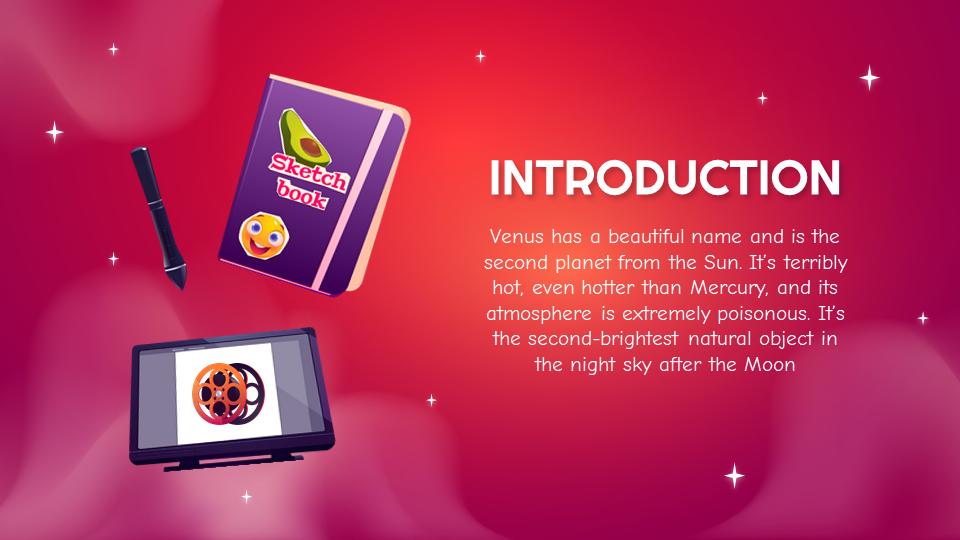 Sketch
book
INTRODUCTION
Venus has a beautiful name and is the
second planet from the Sun. It's terribly
hot, even hotter than Mercury, and its
atmosphere is extremely poisonous. It's
the second-brightest natural object in
the night sky after the Moon